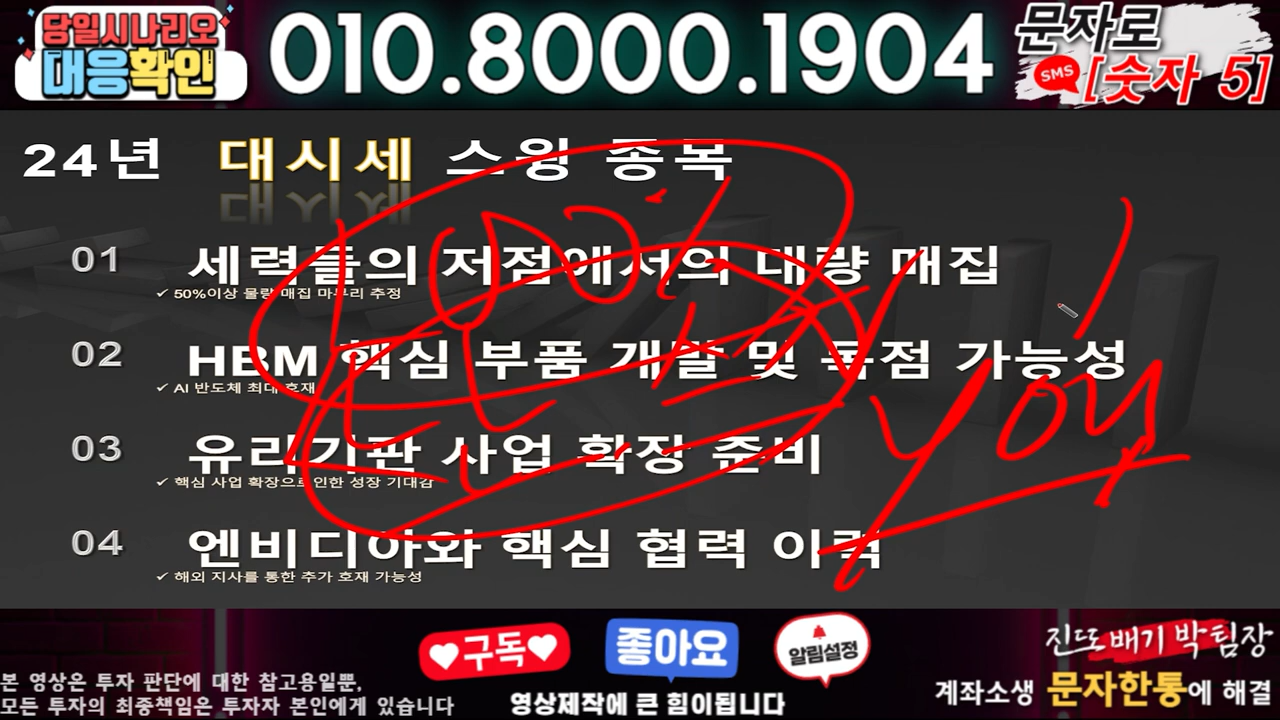 당일시나리오
대응확인
010.8000.1904
문자로
SMS [숫자 5]
24년 대시세 스윙 종목
01 세력들의 저점에서의 대량 매집
✓ 50%이상 물량 매집 마무리 추정
02 HBM 핵심 부품 개발 및 독점 가능성
✓ AI 반도체 최대 호재
03 유리기판 사업 확장 준비
✓ 핵심 사업 확장으로 인한 성장 기대감
04 엔비디아와 핵심 협력 이력
✓ 해외 지사를 통한 추가 호재 가능성
구독
좋아요
알림설정
영상제작에 큰 힘이됩니다
본 영상은 투자 판단에 대한 참고용일뿐,
모든 투자의 최종책임은 투자자 본인에게 있습니다
진또배기 박팀장
계좌소생 문자한통에 해결